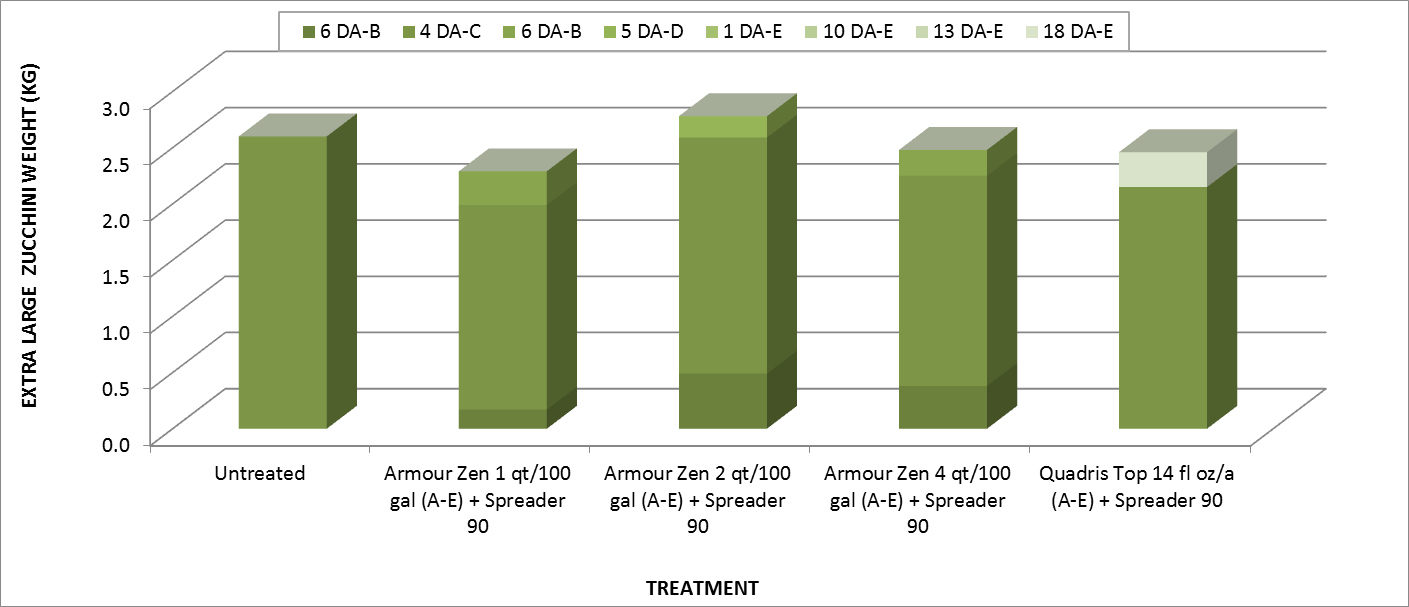 6 DA-B 4 DA-C 6 DA-B 5 DA-D 1 DA-E 10 DA-E 13 DA-E 18 DA-E
EXTRA LARGE ZUCCHINI WEIGHT (KG)
3.0
2.5
2.0
1.5
1.0
0.5
0.0
Untreated
Armour Zen 1 qt/100
gal (A-E) + Spreader
90
Armour Zen 2 qt/100
gal (A-E) + Spreader
90
Armour Zen 4 qt/100
gal (A-E) + Spreader
90
Quadris Top 14 fl oz/a
(A-E) + Spreader 90
TREATMENT